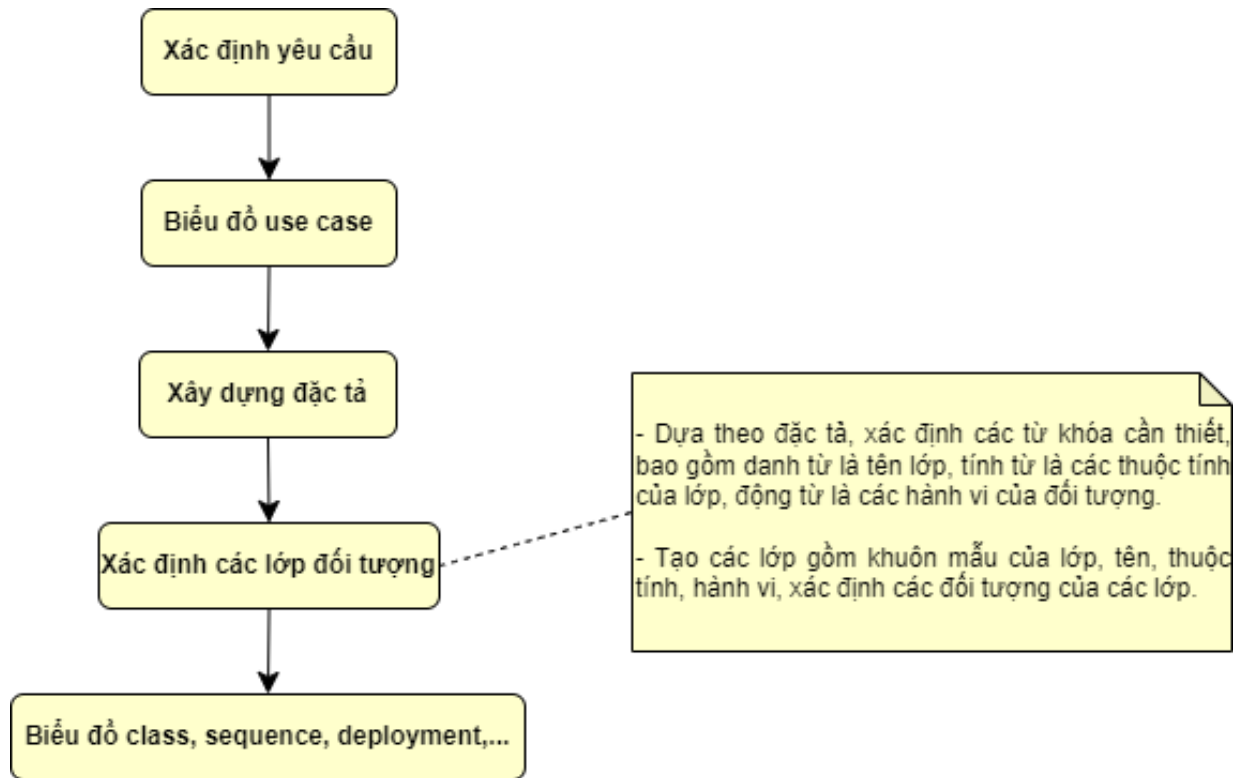 Xác định yêu cầu
Biểu đồ use case
Xây dựng đặc tả
- Dựa theo đặc tả, xác định các từ khóa cần thiết,
bao gồm danh từ là tên lớp, tính từ là các thuộc tính
của lớp, động từ là các hành vi của đối tượng.
- Tạo các lớp gồm khuôn mẫu của lớp, tên, thuộc
tính, hành vi, xác định các đối tượng của các lớp.
Xác định các lớp đối tượng
Biểu đồ class, sequence, deployment,...